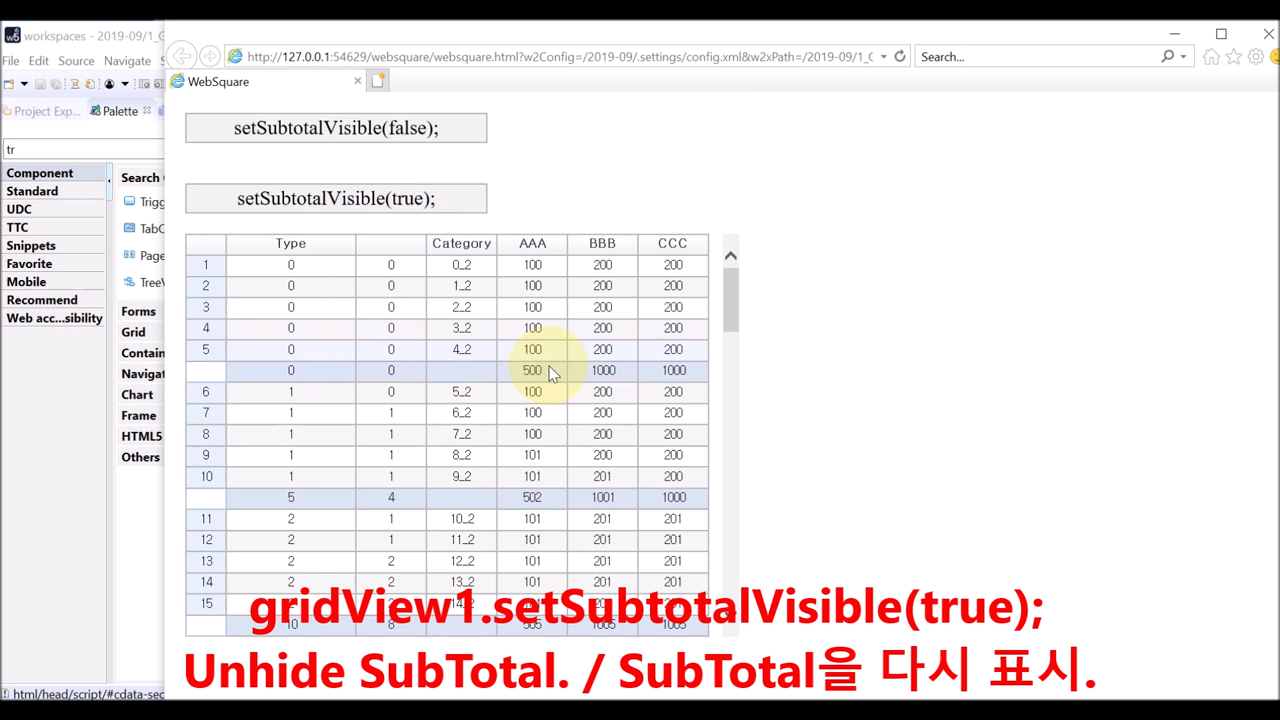 workspaces - 2019-09/1_G
File Edit Source Navigate
http://127.0.0.1:54629/websquare/websquare.html?w2Config=/2019-09/.settings/config.xml&w2xPath=/2019-09/1_G
Search...
WebSquare
Project Exp...
Palette
tr
Component
Standard
UDC
TTC
Snippets
Favorite
Mobile
Recommend
Web acc...sibility
Search
Trigg
TabC
Page
TreeV
Forms
Grid
Contain
Navigat
Chart
Frame
HTML5
Others
setSubtotalVisible(false);
setSubtotalVisible(true);
Type Category AAA BBB CCC
1 0 0 0_2 100 200 200
2 0 0 1_2 100 200 200
3 0 0 2_2 100 200 200
4 0 0 3_2 100 200 200
5 0 0 4_2 100 200 200
0 0 500 1000 1000
6 1 0 5_2 100 200 200
7 1 1 6_2 100 200 200
8 1 1 7_2 100 200 200
9 1 1 8_2 101 200 200
10 1 1 9_2 101 201 200
5 4 502 1001 1000
11 2 1 10_2 101 201 201
12 2 1 11_2 101 201 201
13 2 2 12_2 101 201 201
14 2 2 13_2 101 201 201
15
10 8 505 1005 1005
gridView1.setSubtotalVisible(true);
Unhide SubTotal. / SubTotal을 다시 표시.
html/head/script/#cdata-sec